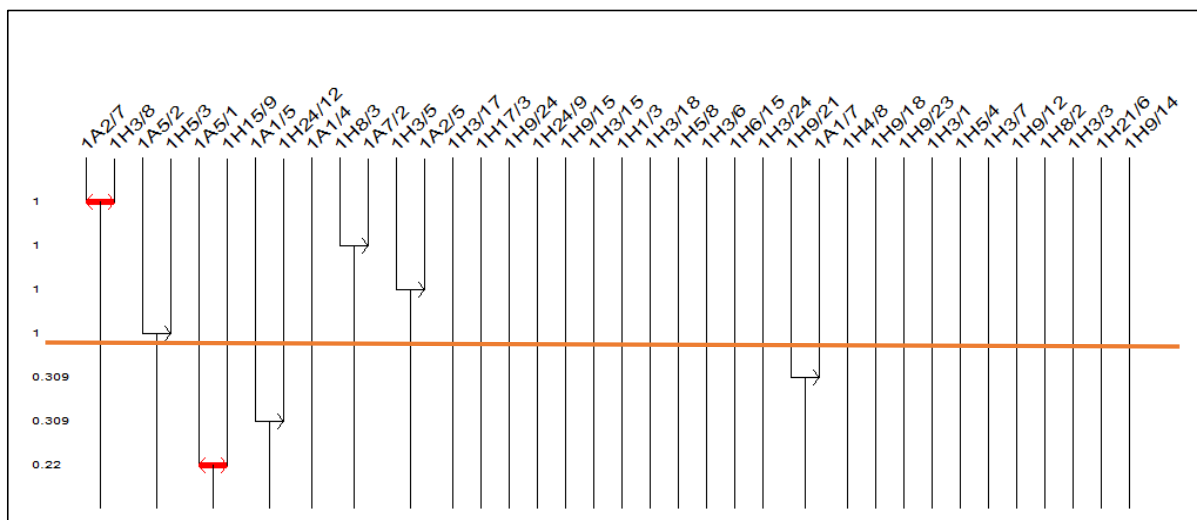 1A2/7
1H3/8
1A5/2
1H5/3
1A5/1
1H15/9
1A1/5
1H24/12
1A1/4
1H8/3
1A7/2
1H3/5
1A2/5
1H3/17
1H17/3
1H9/24
1H24/9
1H9/15
1H3/15
1H1/3
1H3/18
1H5/8
1H3/6
1H6/15
1H3/24
1H9/21
1A1/7
1H4/8
1H9/18
1H9/23
1H3/1
1H5/4
1H3/7
1H9/12
1H8/2
1H3/3
1H21/6
1H9/14
1
1
1
1
0.309
0.309
0.22